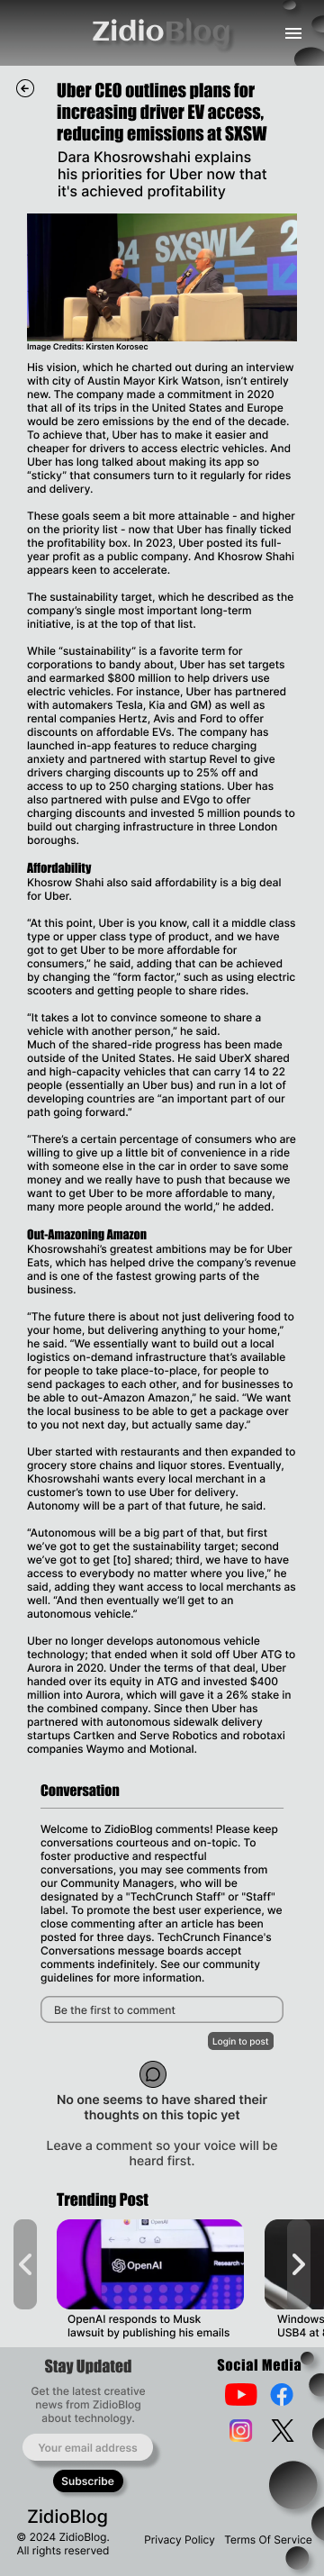 ZidioBlog
Uber CEO outlines plans for
increasing driver EV access,
reducing emissions at SXSW
Dara Khosrowshahi explains
his priorities for Uber now that
it's achieved profitability
24 SXSW 2
Image Credits: Kirsten Korosec
His vision, which he charted out during an interview
with city of Austin Mayor Kirk Watson, isn’t entirely
new. The company made a commitment in 2020
that all of its trips in the United States and Europe
would be zero emissions by the end of the decade.
To achieve that, Uber has to make it easier and
cheaper for drivers to access electric vehicles. And
Uber has long talked about making its app so
“sticky” that consumers turn to it regularly for rides
and delivery.
These goals seem a bit more attainable - and higher
on the priority list - now that Uber has finally ticked
the profitability box. In 2023, Uber posted its full-
year profit as a public company. And Khosrow Shahi
appears keen to accelerate.
The sustainability target, which he described as the
company’s single most important long-term
initiative, is at the top of that list.
While “sustainability” is a favorite term for
corporations to bandy about, Uber has set targets
and earmarked $800 million to help drivers use
electric vehicles. For instance, Uber has partnered
with automakers Tesla, Kia and GM) as well as
rental companies Hertz, Avis and Ford to offer
discounts on affordable EVs. The company has
launched in-app features to reduce charging
anxiety and partnered with startup Revel to give
drivers charging discounts up to 25% off and
access to up to 250 charging stations. Uber has
also partnered with pulse and EVgo to offer
charging discounts and invested 5 million pounds to
build out charging infrastructure in three London
boroughs.
Affordability
Khosrow Shahi also said affordability is a big deal
for Uber.
“At this point, Uber is you know, call it a middle class
type or upper class type of product, and we have
got to get Uber to be more affordable for
consumers,” he said, adding that can be achieved
by changing the “form factor,” such as using electric
scooters and getting people to share rides.
“It takes a lot to convince someone to share a
vehicle with another person,” he said.
Much of the shared-ride progress has been made
outside of the United States. He said UberX shared
and high-capacity vehicles that can carry 14 to 22
people (essentially an Uber bus) and run in a lot of
developing countries are “an important part of our
path going forward.”
“There’s a certain percentage of consumers who are
willing to give up a little bit of convenience in a ride
with someone else in the car in order to save some
money and we really have to push that because we
want to get Uber to be more affordable to many,
many more people around the world,” he added.
Out-Amazoning Amazon
Khosrowshahi’s greatest ambitions may be for Uber
Eats, which has helped drive the company’s revenue
and is one of the fastest growing parts of the
business.
“The future there is about not just delivering food to
your home, but delivering anything to your home,”
he said. “We essentially want to build out a local
logistics on-demand infrastructure that’s available
for people to take place-to-place, for people to
send packages to each other, and for businesses to
be able to out-Amazon Amazon,” he said. “We want
the local business to be able to get a package over
to you not next day, but actually same day.”
Uber started with restaurants and then expanded to
grocery store chains and liquor stores. Eventually,
Khosrowshahi wants every local merchant in a
customer’s town to use Uber for delivery.
Autonomy will be a part of that future, he said.
“Autonomous will be a big part of that, but first
we’ve got to get the sustainability target; second
we’ve got to get [to] shared; third, we have to have
access to everybody no matter where you live,” he
said, adding they want access to local merchants as
well. “And then eventually we’ll get to an
autonomous vehicle.”
Uber no longer develops autonomous vehicle
technology; that ended when it sold off Uber ATG to
Aurora in 2020. Under the terms of that deal, Uber
handed over its equity in ATG and invested $400
million into Aurora, which will gave it a 26% stake in
the combined company. Since then Uber has
partnered with autonomous sidewalk delivery
startups Cartken and Serve Robotics and robotaxi
companies Waymo and Motional.
Conversation
Welcome to ZidioBlog comments! Please keep
conversations courteous and on-topic. To
foster productive and respectful
conversations, you may see comments from
our Community Managers, who will be
designated by a "TechCrunch Staff" or "Staff"
label. To promote the best user experience, we
close commenting after an article has been
posted for three days. TechCrunch Finance's
Conversations message boards accept
comments indefinitely. See our community
guidelines for more information.
Be the first to comment
Login to post
No one seems to have shared their
thoughts on this topic yet
Leave a comment so your voice will be
heard first.
Trending Post
OpenAI
OpenAI
Research
OpenAI responds to Musk
lawsuit by publishing his emails
Windows
USB4 at
Stay Updated
Get the latest creative
news from ZidioBlog
about technology.
Your email address
Subscribe
Social Media
ZidioBlog
© 2024 ZidioBlog.
All rights reserved
Privacy Policy Terms Of Service